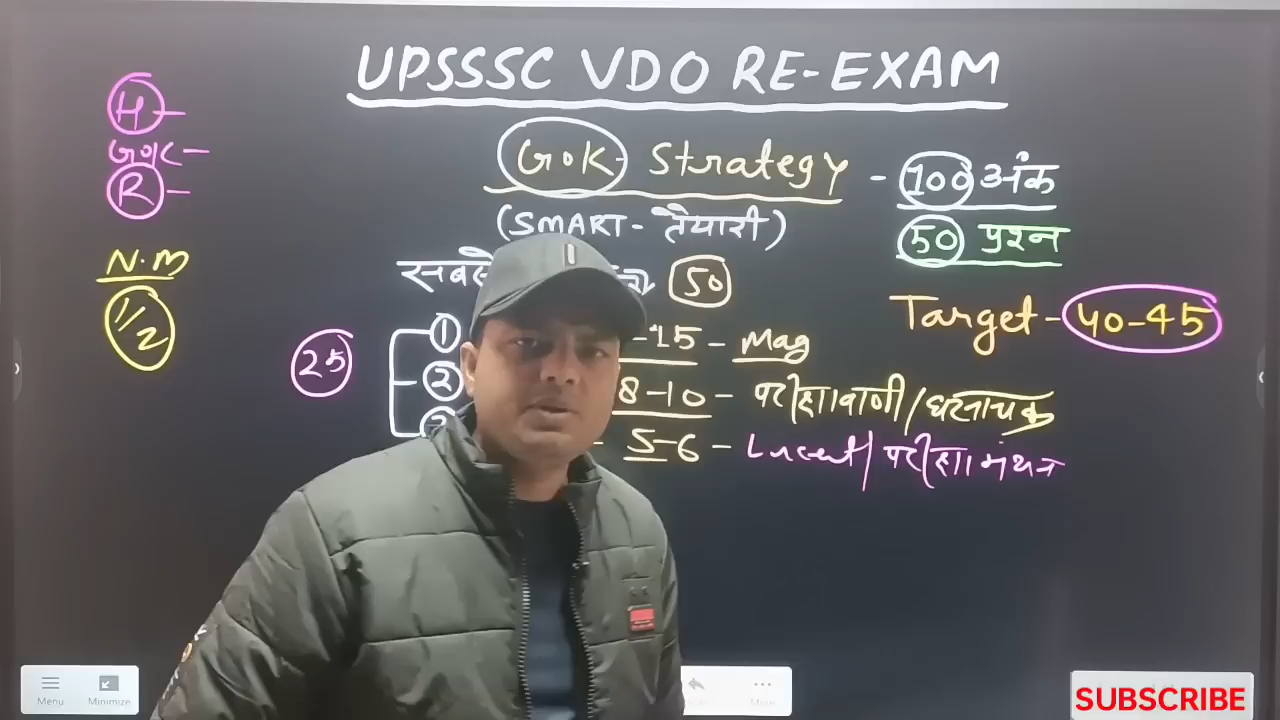 UPSSSC VDO RE-EXAM
H -
G.K -
R -
N.M
1/2
G.K- Strategy - 100 अंक
(SMART- तैयारी)
50 प्रश्न
50
Target - 40-45
25
1 -15 - Mag
2 8-10 - परीक्षावाणी/घटनाचक्र
- 5-6 - Lucent/परीक्षा मंथन
Menu
Minimize
SUBSCRIBE